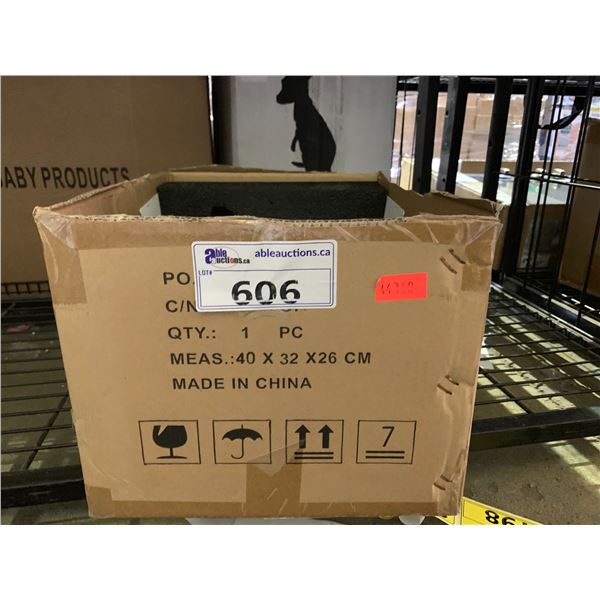 BABY PRODUCTS
able auctions.ca
ableauctions.ca
LOT#
606
PO.
C/N
QTY.: 1 PC
MEAS.:40 X 32 X26 CM
MADE IN CHINA
7
86